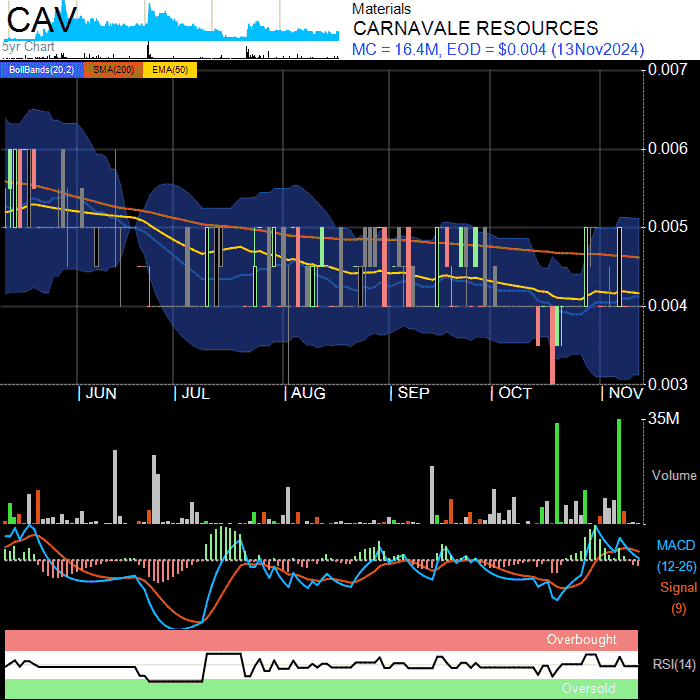 CAV
5yr Chart
Materials
CARNAVALE RESOURCES
MC = 16.4M, EOD = $0.004 (13Nov2024)
BollBands(20,2) SMA(200) EMA(50)
0.007
0.006
0.005
0.004
0.003
| JUN | JUL | AUG | SEP | OCT | NOV
35M
Volume
MACD
(12-26)
Signal
(9)
Overbought
RSI(14)
Oversold